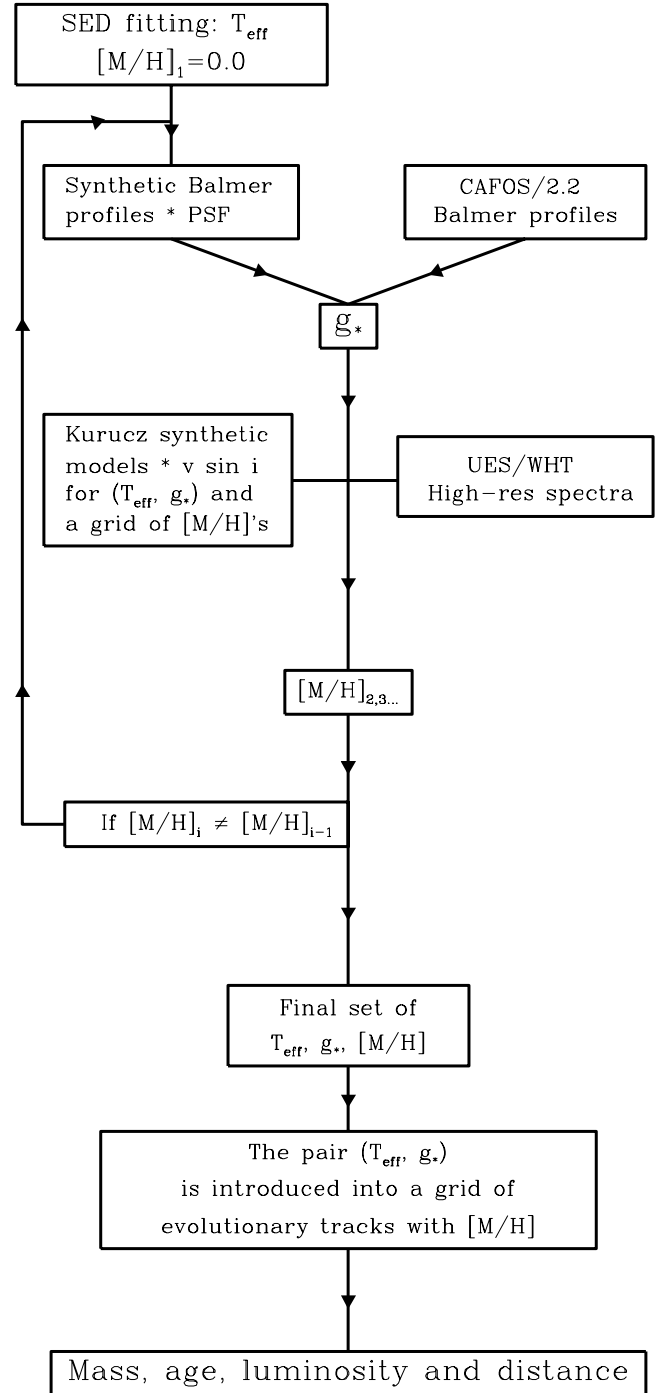 SED fitting: T_eff
[M/H]_1=0.0
Synthetic Balmer
profiles * PSF
CAFOS/2.2
Balmer profiles
g_*
Kurucz synthetic
models * v sin i
for (T_eff, g_*) and
a grid of [M/H]'s
UES/WHT
High-res spectra
[M/H]_2,3...
If [M/H]_i ≠ [M/H]_i-1
Final set of
T_eff, g_*, [M/H]
The pair (T_eff, g_*)
is introduced into a grid of
evolutionary tracks with [M/H]
Mass, age, luminosity and distance